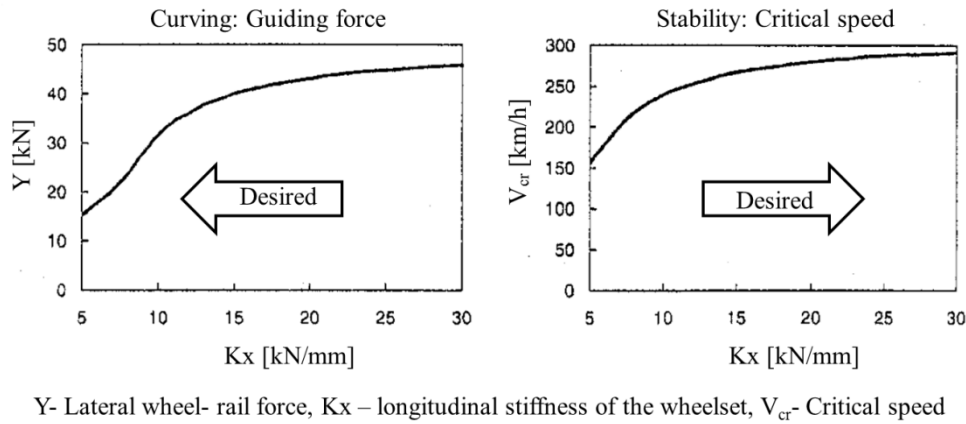 Curving: Guiding force
50
40
30
20
10
0
Y [kN]
Desired
5 10 15 20 25 30
Kx [kN/mm]
Stability: Critical speed
300
250
200
150
100
50
0
Vcr [km/h]
Desired
5 10 15 20 25 30
Kx [kN/mm]
Y- Lateral wheel- rail force, Kx – longitudinal stiffness of the wheelset, Vcr- Critical speed